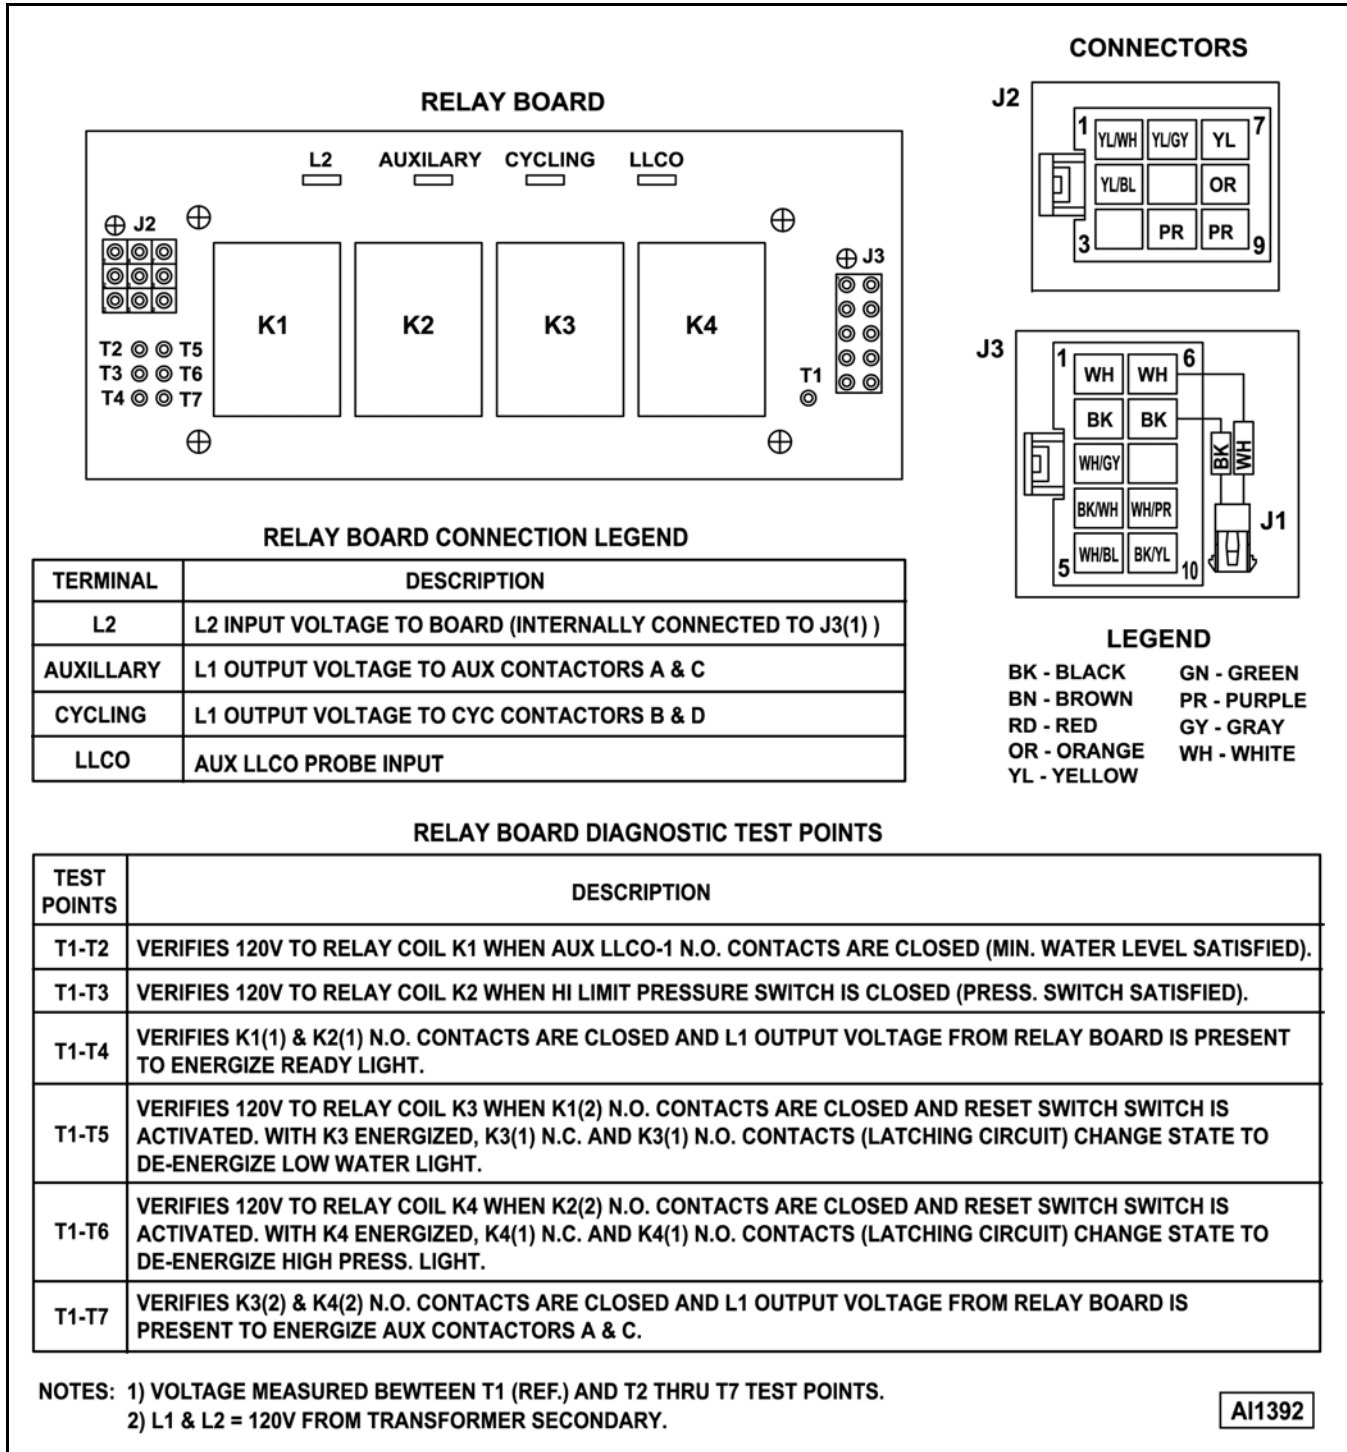 CONNECTORS
RELAY BOARD
L2 AUXILARY CYCLING LLCO
J2
K1 K2 K3 K4
J3
T2 T5
T3 T6
T4 T7
T1
J2
1 YL/WH YL/GY YL 7
YL/BL OR
3 PR PR 9
J3
1 WH WH 6
BK BK
WH/GY
BK/WH WH/PR
5 WH/BL BK/YL 10
BK WH
J1
LEGEND
BK - BLACK GN - GREEN
BN - BROWN PR - PURPLE
RD - RED GY - GRAY
OR - ORANGE WH - WHITE
YL - YELLOW
RELAY BOARD CONNECTION LEGEND
TERMINAL DESCRIPTION
L2 L2 INPUT VOLTAGE TO BOARD (INTERNALLY CONNECTED TO J3(1) )
AUXILLARY L1 OUTPUT VOLTAGE TO AUX CONTACTORS A & C
CYCLING L1 OUTPUT VOLTAGE TO CYC CONTACTORS B & D
LLCO AUX LLCO PROBE INPUT
RELAY BOARD DIAGNOSTIC TEST POINTS
TEST POINTS DESCRIPTION
T1-T2 VERIFIES 120V TO RELAY COIL K1 WHEN AUX LLCO-1 N.O. CONTACTS ARE CLOSED (MIN. WATER LEVEL SATISFIED).
T1-T3 VERIFIES 120V TO RELAY COIL K2 WHEN HI LIMIT PRESSURE SWITCH IS CLOSED (PRESS. SWITCH SATISFIED).
T1-T4 VERIFIES K1(1) & K2(1) N.O. CONTACTS ARE CLOSED AND L1 OUTPUT VOLTAGE FROM RELAY BOARD IS PRESENT
TO ENERGIZE READY LIGHT.
T1-T5 VERIFIES 120V TO RELAY COIL K3 WHEN K1(2) N.O. CONTACTS ARE CLOSED AND RESET SWITCH SWITCH IS
ACTIVATED. WITH K3 ENERGIZED, K3(1) N.C. AND K3(1) N.O. CONTACTS (LATCHING CIRCUIT) CHANGE STATE TO
DE-ENERGIZE LOW WATER LIGHT.
T1-T6 VERIFIES 120V TO RELAY COIL K4 WHEN K2(2) N.O. CONTACTS ARE CLOSED AND RESET SWITCH SWITCH IS
ACTIVATED. WITH K4 ENERGIZED, K4(1) N.C. AND K4(1) N.O. CONTACTS (LATCHING CIRCUIT) CHANGE STATE TO
DE-ENERGIZE HIGH PRESS. LIGHT.
T1-T7 VERIFIES K3(2) & K4(2) N.O. CONTACTS ARE CLOSED AND L1 OUTPUT VOLTAGE FROM RELAY BOARD IS
PRESENT TO ENERGIZE AUX CONTACTORS A & C.
NOTES: 1) VOLTAGE MEASURED BEWTEEN T1 (REF.) AND T2 THRU T7 TEST POINTS.
2) L1 & L2 = 120V FROM TRANSFORMER SECONDARY.
AI1392